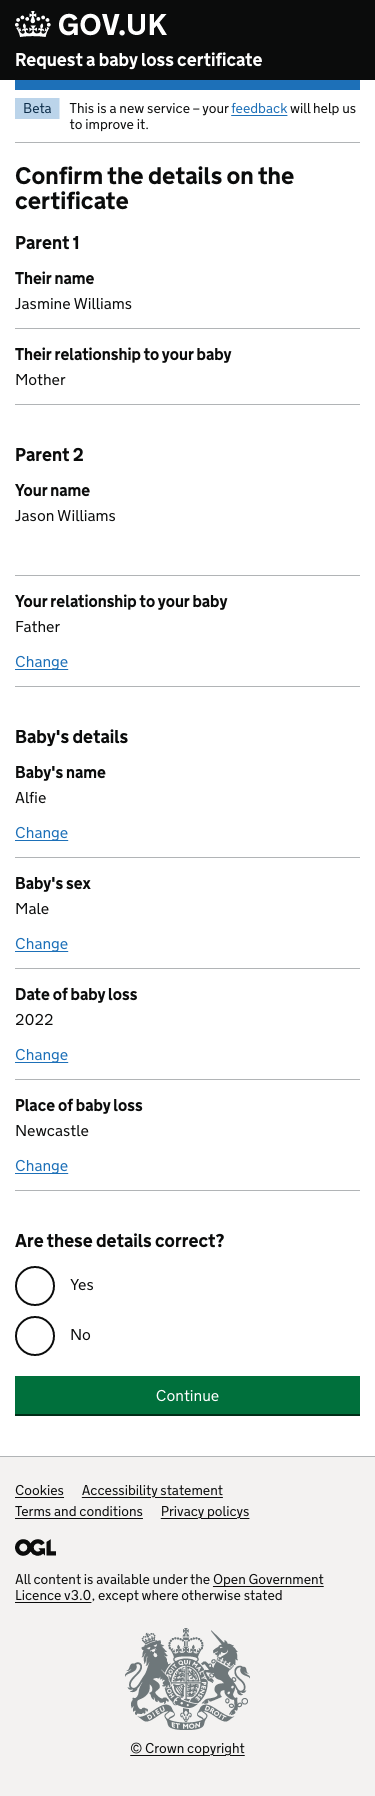 GOV.UK
Request a baby loss certificate
Beta
This is a new service – your feedback will help us
to improve it.
Confirm the details on the
certificate
Parent 1
Their name
Jasmine Williams
Their relationship to your baby
Mother
Parent 2
Your name
Jason Williams
Your relationship to your baby
Father
Change
Baby's details
Baby's name
Alfie
Change
Baby's sex
Male
Change
Date of baby loss
2022
Change
Place of baby loss
Newcastle
Change
Are these details correct?
Yes
No
Continue
Cookies Accessibility statement
Terms and conditions Privacy policys
OGL
All content is available under the Open Government
Licence v3.0, except where otherwise stated
DIEU ET MON DROIT
© Crown copyright